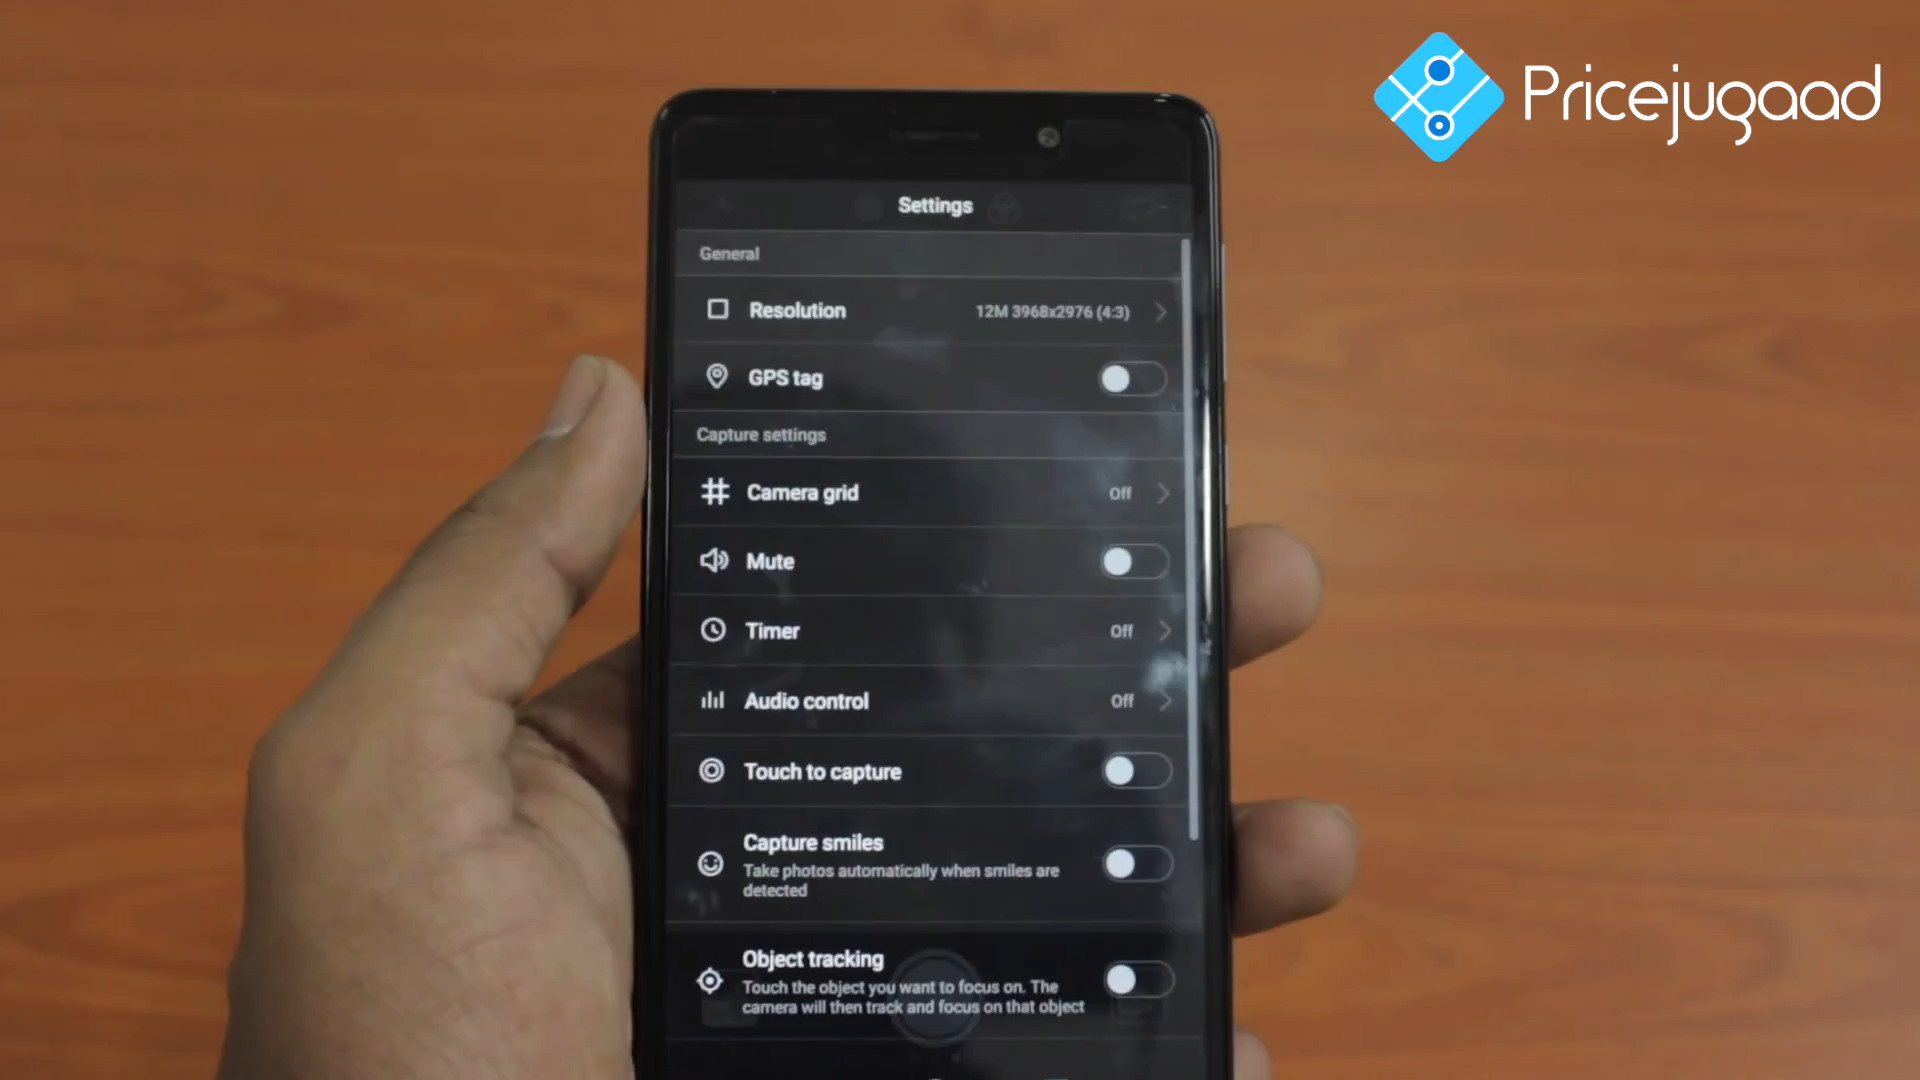 Pricejugaad
Settings
General
Resolution 12M 3968x2976 (4:3)
GPS tag
Capture settings
Camera grid Off
Mute
Timer Off
Audio control Off
Touch to capture
Capture smiles
Take photos automatically when smiles are
detected
Object tracking
Touch the object you want to focus on. The
camera will then track and focus on that object